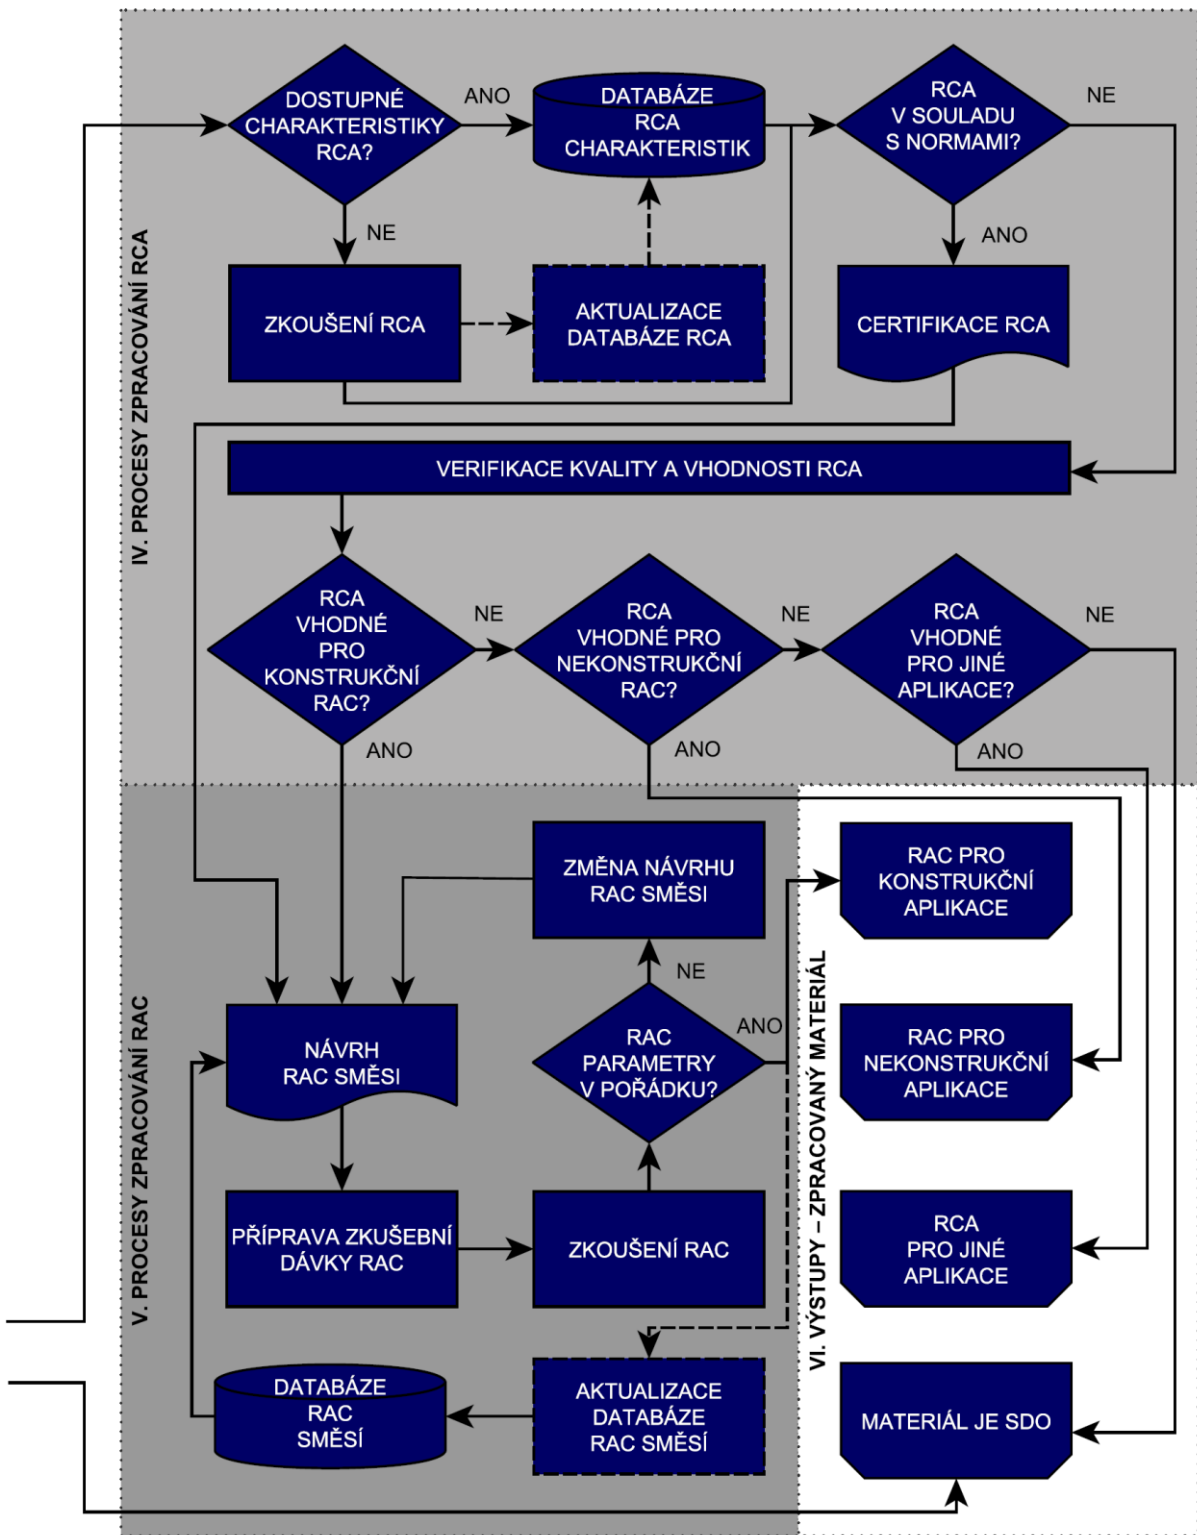 IV. PROCESY ZPRACOVÁNÍ RCA
DOSTUPNÉ
CHARAKTERISTIKY
RCA?
ANO
DATABÁZE
RCA
CHARAKTERISTIK
RCA
V SOULADU
S NORMAMI?
NE
NE
ANO
ZKOUŠENÍ RCA
AKTUALIZACE
DATABÁZE RCA
CERTIFIKACE RCA
VERIFIKACE KVALITY A VHODNOSTI RCA
RCA
VHODNÉ
PRO
KONSTRUKČNÍ
RAC?
NE
RCA
VHODNÉ PRO
NEKONSTRUKČNÍ
RAC?
NE
RCA
VHODNÉ
PRO JINÉ
APLIKACE?
NE
ANO
ANO
ANO
V. PROCESY ZPRACOVÁNÍ RAC
ZMĚNA NÁVRHU
RAC SMĚSI
NE
NÁVRH
RAC SMĚSI
RAC
PARAMETRY
V POŘÁDKU?
ANO
PŘÍPRAVA ZKUŠEBNÍ
DÁVKY RAC
ZKOUŠENÍ RAC
DATABÁZE
RAC
SMĚSÍ
AKTUALIZACE
DATABÁZE
RAC SMĚSÍ
VI. VÝSTUPY – ZPRACOVANÝ MATERIÁL
RAC PRO
KONSTRUKČNÍ
APLIKACE
RAC PRO
NEKONSTRUKČNÍ
APLIKACE
RCA
PRO JINÉ
APLIKACE
MATERIÁL JE SDO